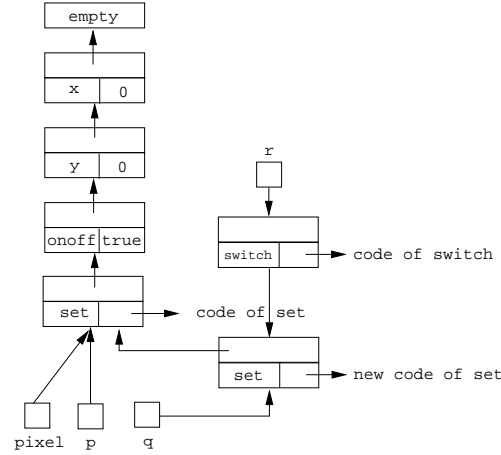 empty
x 0
y 0
r
onoff true
switch
code of switch
set
code of set
set
new code of set
pixel p q